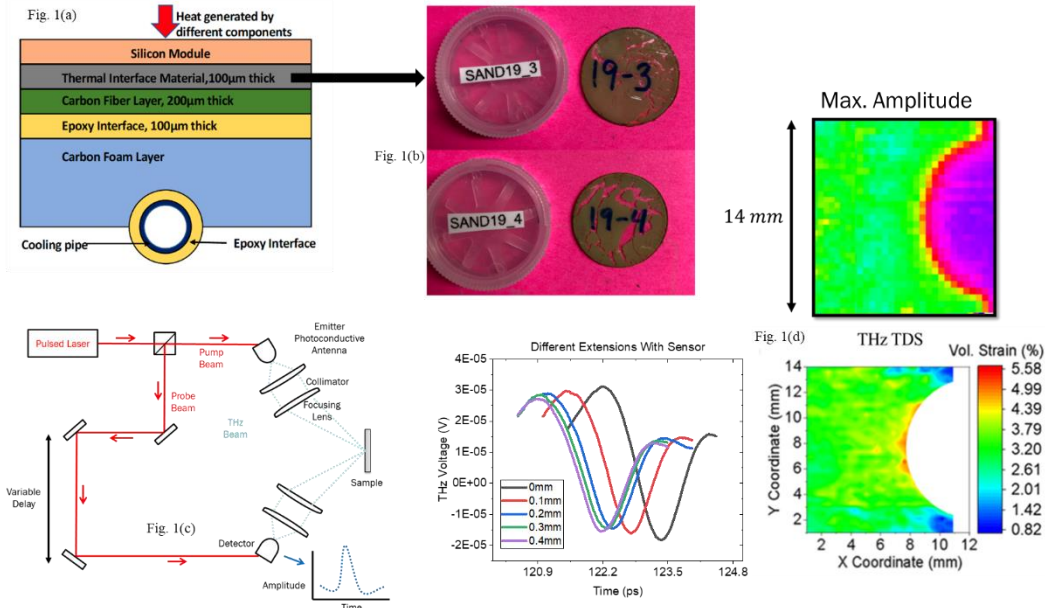 Fig. 1(a)
Heat generated by
different components
Silicon Module
Thermal Interface Material,100µm thick
Carbon Fiber Layer, 200µm thick
Epoxy Interface, 100µm thick
Carbon Foam Layer
Cooling pipe
Epoxy Interface
Fig. 1(b)
SAND19_3
19-3
SAND19_4
19-4
Max. Amplitude
14 mm
Pulsed Laser
Pump
Beam
Probe
Beam
Emitter
Photoconductive
Antenna
Collimator
Focusing
Lens
THz
Beam
Sample
Variable
Delay
Fig. 1(c)
Detector
Amplitude
Time
Different Extensions With Sensor
4E-05
3E-05
2E-05
1E-05
0E+00
-1E-05
-2E-05
THz Voltage (V)
0mm
0.1mm
0.2mm
0.3mm
0.4mm
120.9
122.2
123.5
124.8
Time (ps)
Fig. 1(d)
THz TDS
Vol. Strain (%)
14
12
10
8
6
4
2
Y Coordinate (mm)
2
4
6
8
10
12
X Coordinate (mm)
5.58
4.99
4.39
3.80
3.20
2.61
2.01
1.42
0.82